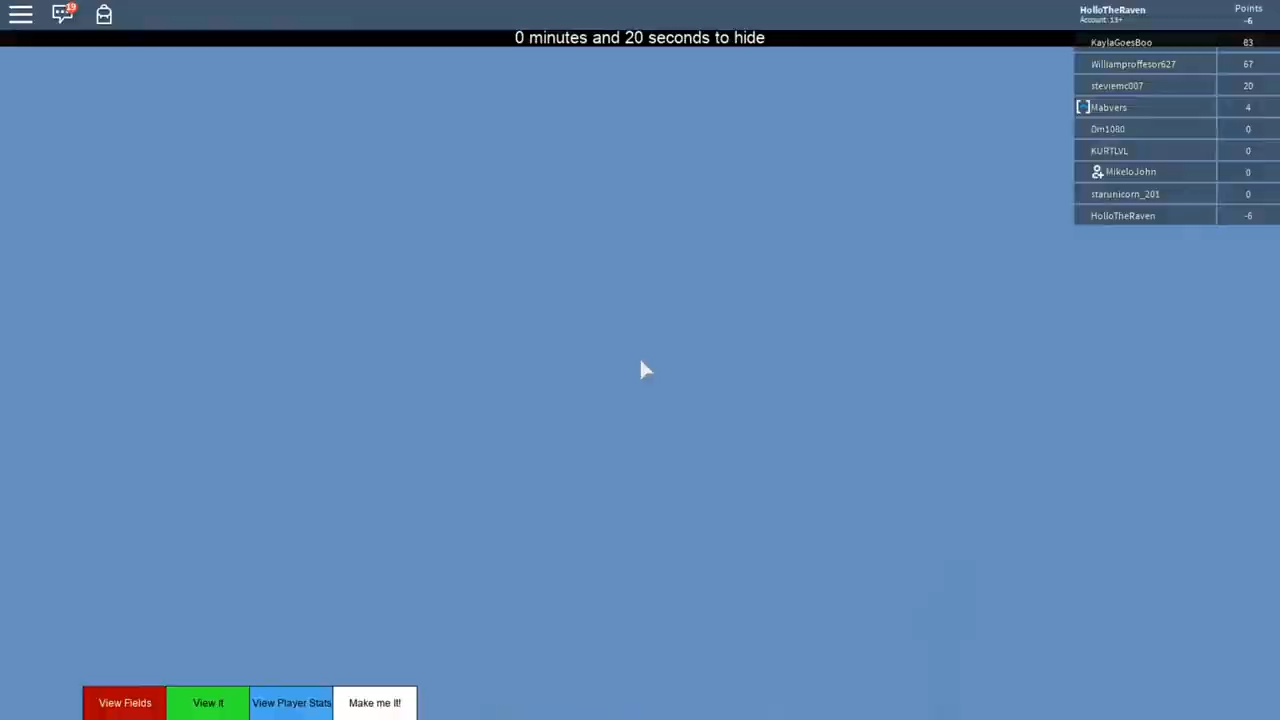 19
HolloTheRaven
Account: 13+
Points
-6
0 minutes and 20 seconds to hide
KaylaGoesBoo 83
Williamproffesor627 67
steviemc007 20
Mabvers 4
Dm1080 0
KURTLVL 0
MikeloJohn 0
starunicorn_201 0
HolloTheRaven -6
View Fields
View It
View Player Stats
Make me It!